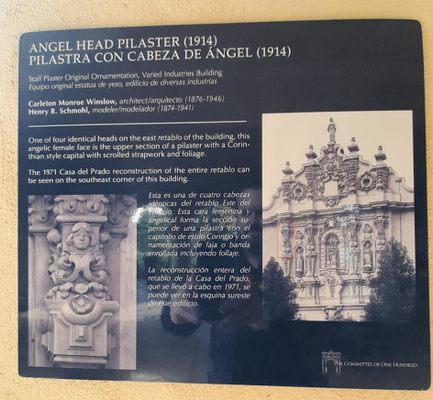 ANGEL HEAD PILASTER (1914)
PILASTRA CON CABEZA DE ÁNGEL (1914)
Staff Plaster Original Ornamentation, Varied Industries Building
Equipo original estatua de yeso, edificio de diversas industrias
Carleton Monroe Winslow, architect/arquitecto (1876-1946)
Henry R. Schmohl, modeler/modelador (1874-1941)
One of four identical heads on the east retablo of the building, this
angelic female face is the upper section of a pilaster with a Corin-
thian style capital with scrolled strapwork and foliage.
The 1971 Casa del Prado reconstruction of the entire retablo can
be seen on the southeast corner of this building.
Esta es una de cuatro cabezas
idénticas del retablo Este del
edificio. Esta cara femenina y
angelical forma la sección su-
perior de una pilastra con el
capitolio de estilo Corintio y or-
namentación de faja o banda
enrollada incluyendo follaje.
La reconstrucción entera del
retablo de la Casa del Prado,
que se llevó a cabo en 1971, se
puede ver en la esquina sureste
de este edificio.
THE COMMITTEE OF ONE HUNDRED